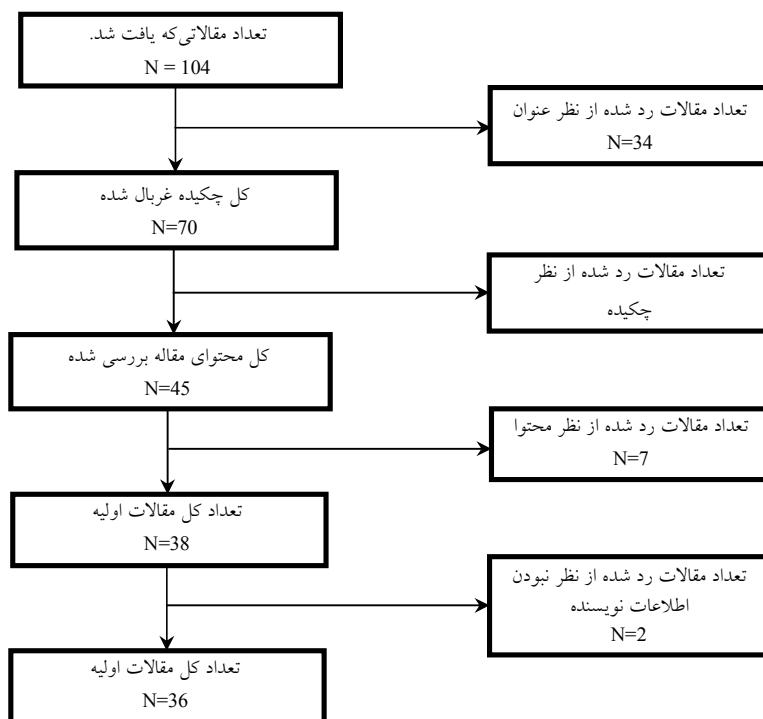 تعداد مقالاتی‌که یافت شد.
N = 104
تعداد مقالات رد شده از نظر عنوان
N=34
کل چکیده غربال شده
N=70
تعداد مقالات رد شده از نظر
چکیده
کل محتوای مقاله بررسی شده
N=45
تعداد مقالات رد شده از نظر محتوا
N=7
تعداد کل مقالات اولیه
N=38
تعداد مقالات رد شده از نظر نبودن
اطلاعات نویسنده
N=2
تعداد کل مقالات اولیه
N=36